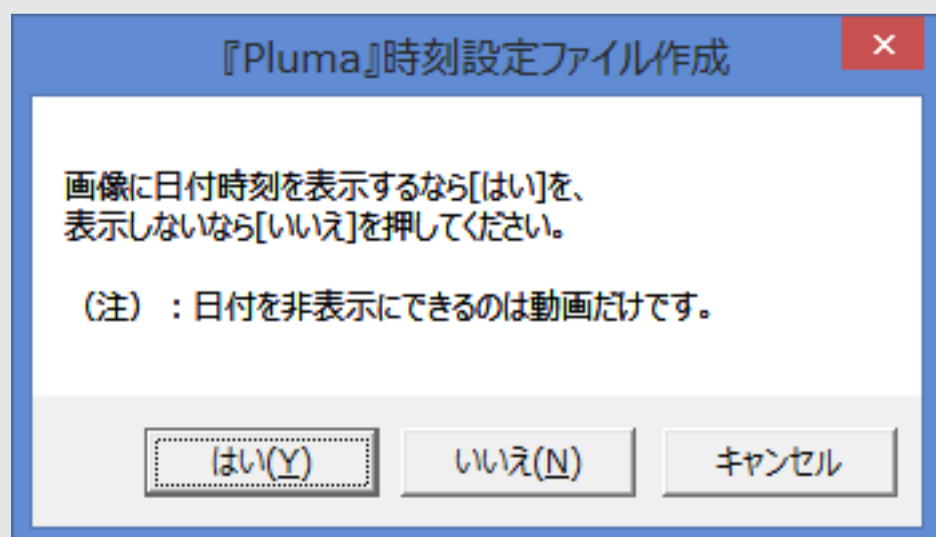 『Pluma』時刻設定ファイル作成
画像に日付時刻を表示するなら[はい]を、
表示しないなら[いいえ]を押してください。
（注）：日付を非表示にできるのは動画だけです。
はい(Y) いいえ(N) キャンセル